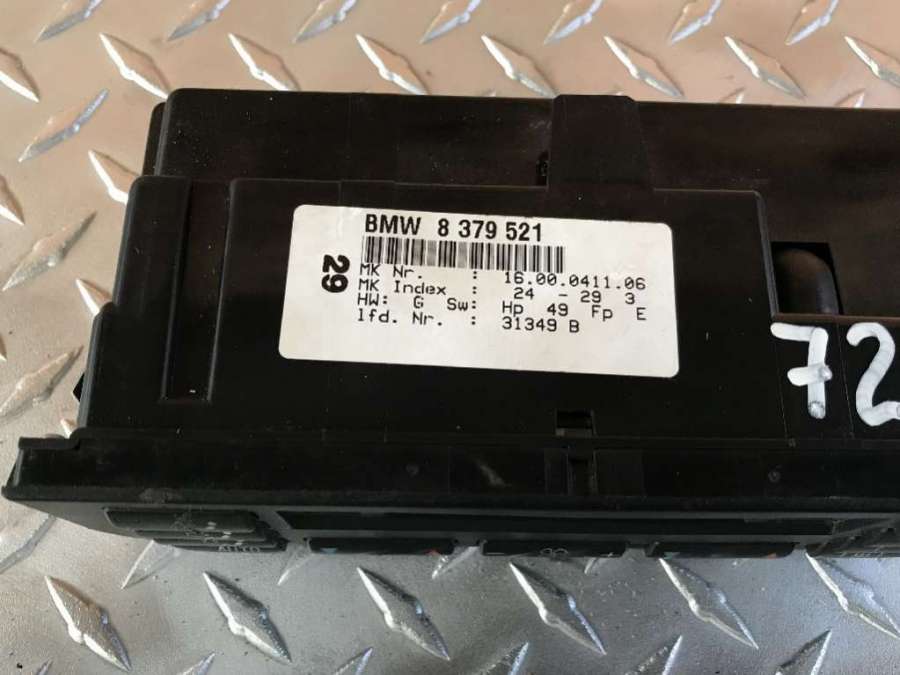 BMW 8 379 521
29
MK Nr. : 16.00.0411.06
MK Index : 24 - 29 3
HW: G Sw: Hp 49 Fp E
lfd. Nr. : 31349 B
72
AUTO